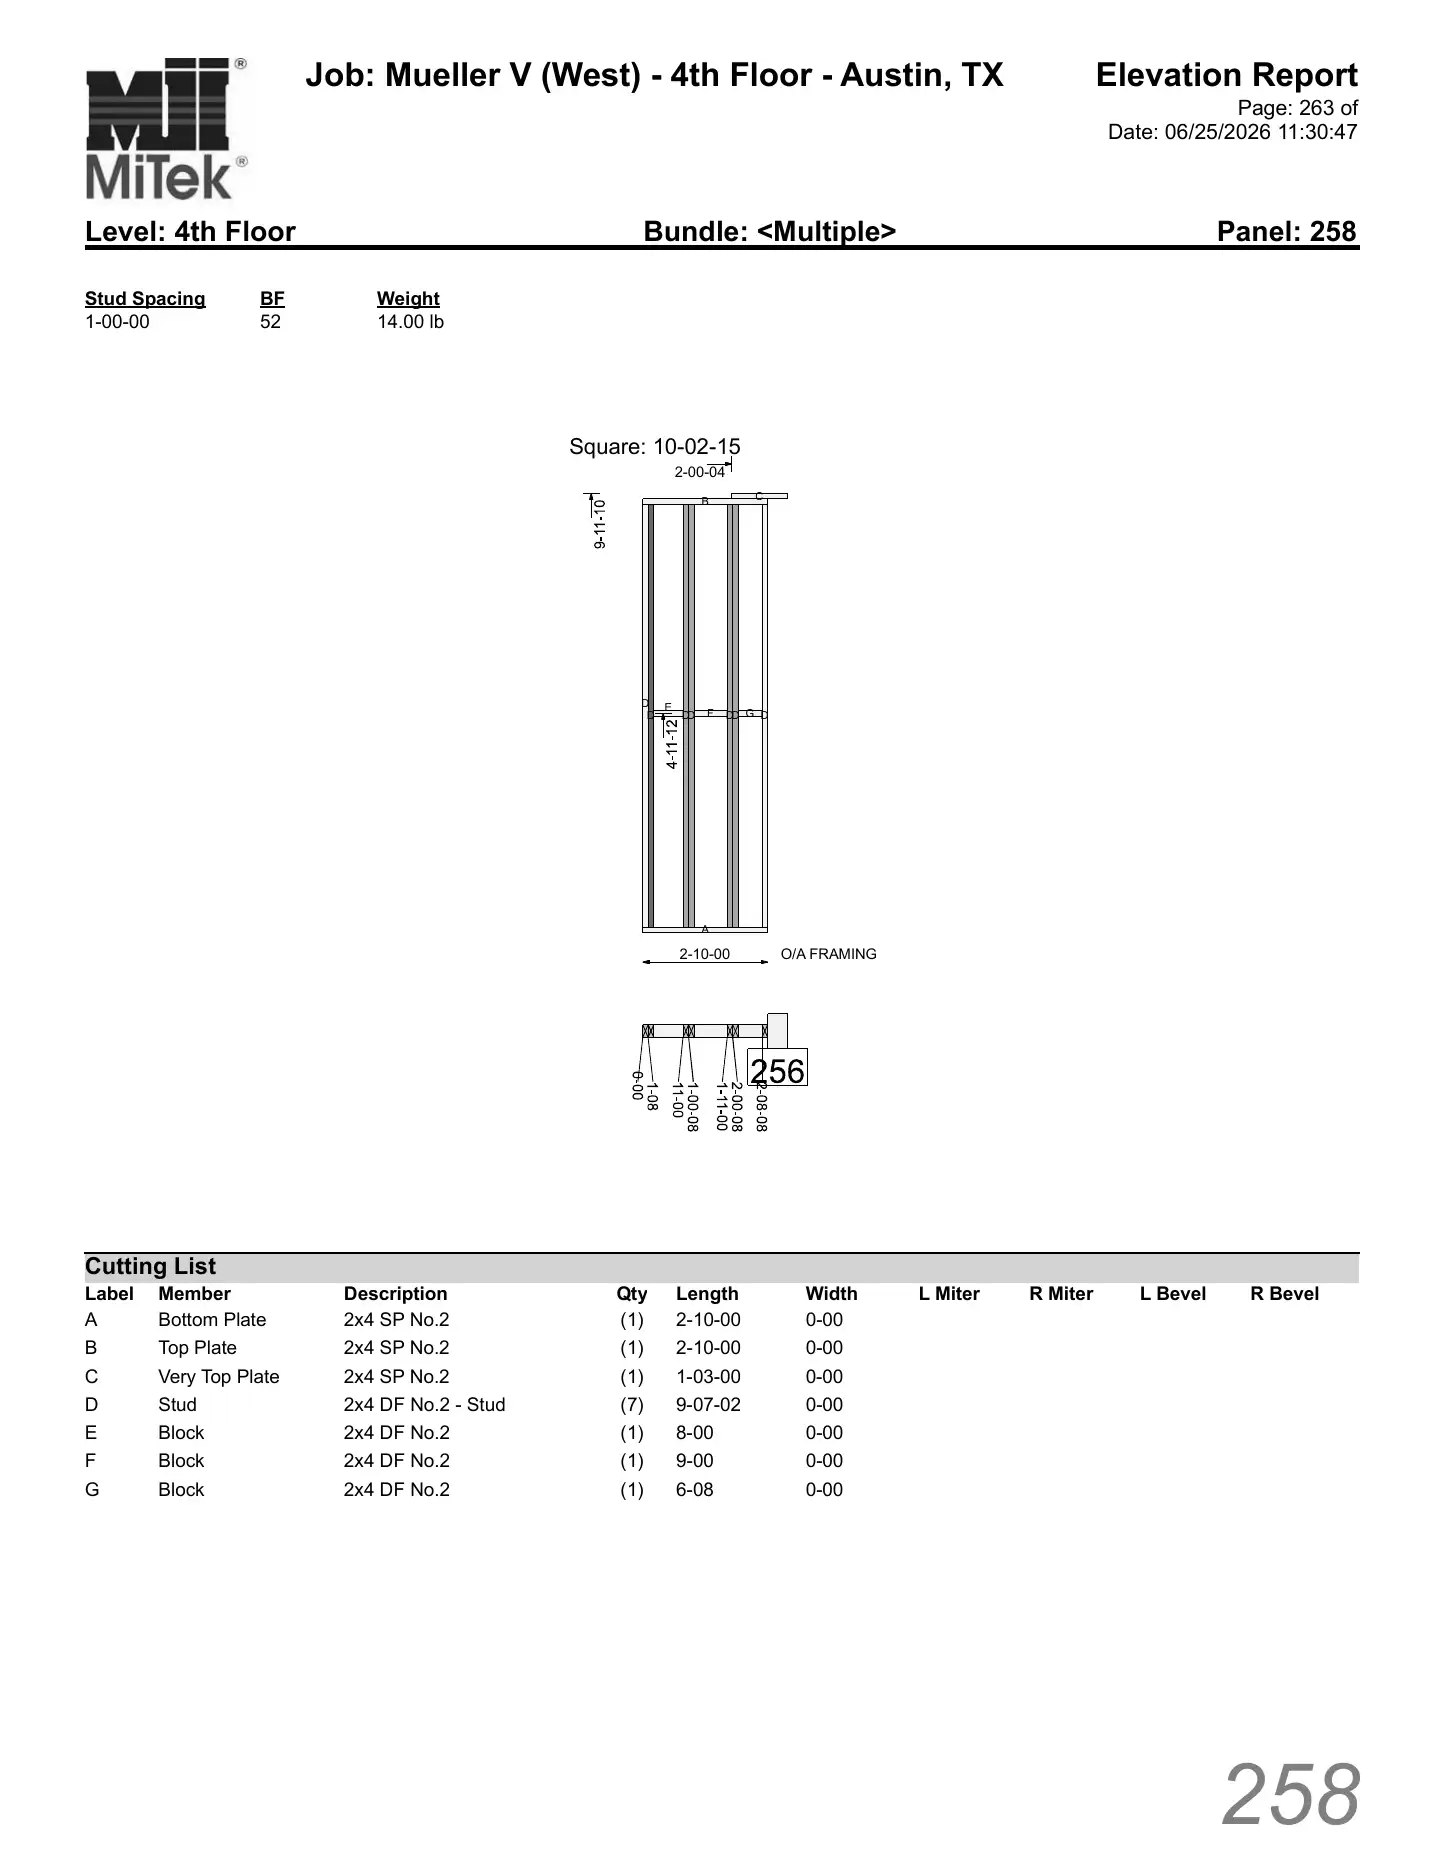 Job: Mueller V (West) - 4th Floor - Austin, TX
Elevation Report
Page: 263 of
Date: 06/25/2026 11:30:47
MiTek®
Level: 4th Floor Bundle: <Multiple> Panel: 258
Stud Spacing BF Weight
1-00-00 52 14.00 lb
Square: 10-02-15
2-00-04
C
B
9-11-10
D
E
D D D F D D G D
4-11-12
A
2-10-00 O/A FRAMING
256
0-00
1-08
11-00
1-00-08
1-11-00
2-00-08
2-08-08
Cutting List
Label Member Description Qty Length Width L Miter R Miter L Bevel R Bevel
A Bottom Plate 2x4 SP No.2 (1) 2-10-00 0-00
B Top Plate 2x4 SP No.2 (1) 2-10-00 0-00
C Very Top Plate 2x4 SP No.2 (1) 1-03-00 0-00
D Stud 2x4 DF No.2 - Stud (7) 9-07-02 0-00
E Block 2x4 DF No.2 (1) 8-00 0-00
F Block 2x4 DF No.2 (1) 9-00 0-00
G Block 2x4 DF No.2 (1) 6-08 0-00
258